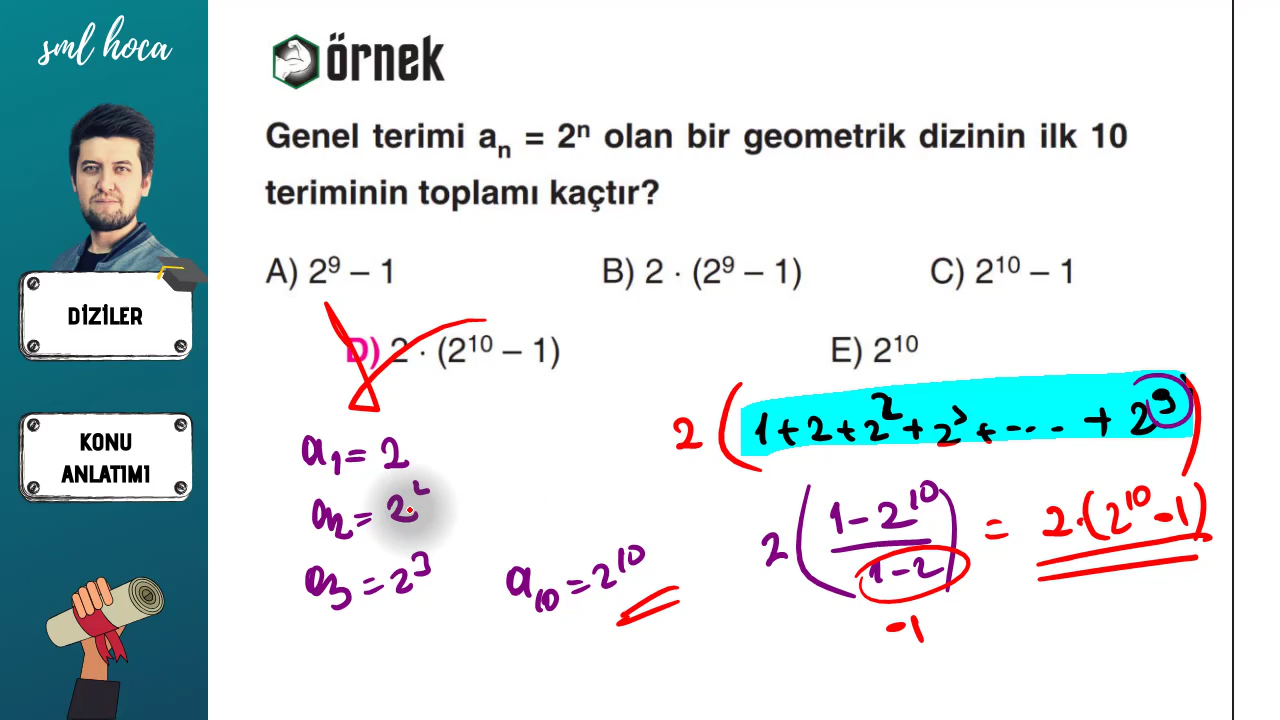 sml hoca
örnek
Genel terimi aₙ = 2ⁿ olan bir geometrik dizinin ilk 10
teriminin toplamı kaçtır?
A) 2⁹ – 1
B) 2 · (2⁹ – 1)
C) 2¹⁰ – 1
D) 2 · (2¹⁰ – 1)
E) 2¹⁰
DİZİLER
KONU
ANLATIMI
2 (1+2+2²+2³+---- + 2⁹)
a₁ = 2
a₂ = 2²
a₃ = 2³
a₁₀ = 2¹⁰
2 (1-2¹⁰ / 1-2) = 2·(2¹⁰-1)
-1